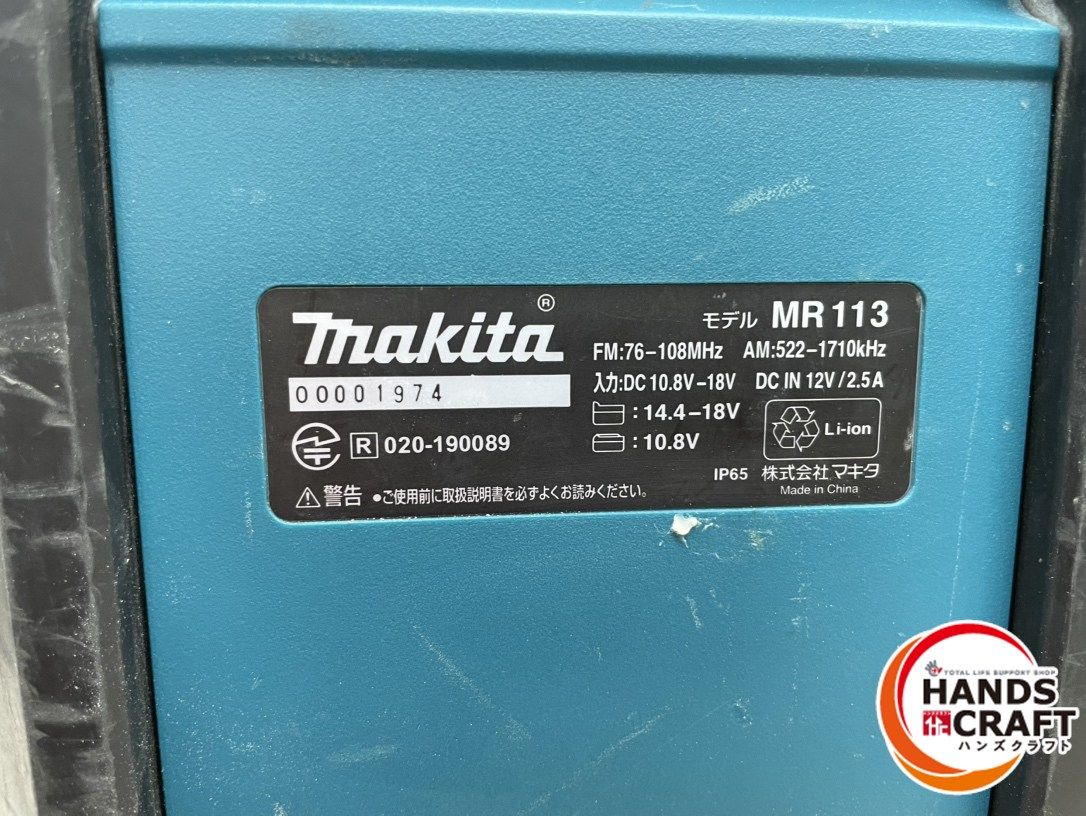 makita®
00001974
R 020-190089
⚠警告 ●ご使用前に取扱説明書を必ずよくお読みください。
モデル MR113
FM:76-108MHz AM:522-1710kHz
入力:DC 10.8V-18V DC IN 12V/2.5A
:14.4-18V
:10.8V
Li-ion
IP65 株式会社マキタ
Made in China
TOTAL LIFE SUPPORT SHOP
HANDS
CRAFT
ハンズクラフト